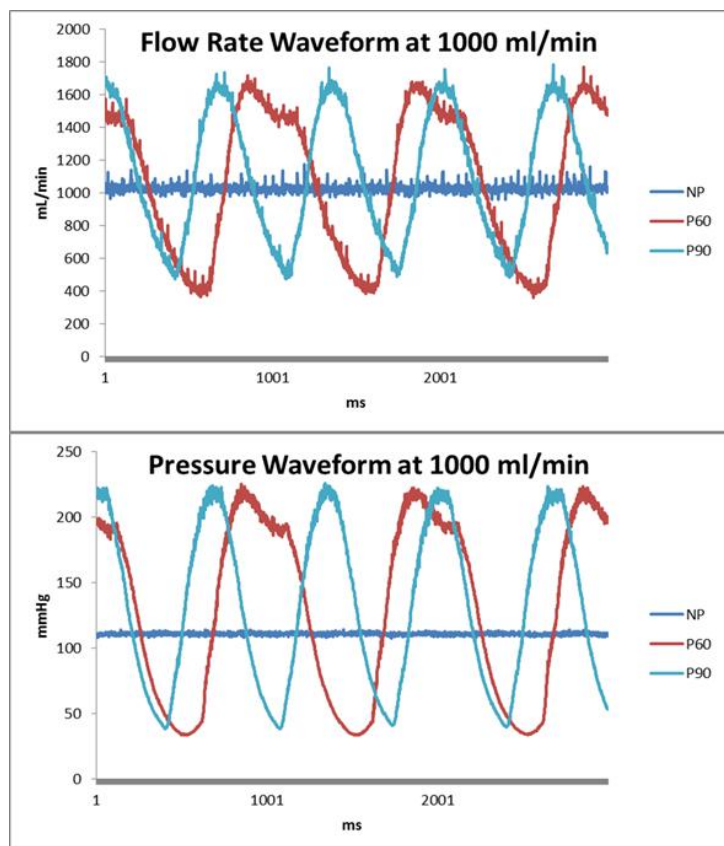 Flow Rate Waveform at 1000 ml/min
2000
1800
1600
1400
1200
1000
800
600
400
200
0
mL/min
1
1001
2001
ms
NP
P60
P90
Pressure Waveform at 1000 ml/min
250
200
150
100
50
0
mmHg
1
1001
2001
ms
NP
P60
P90